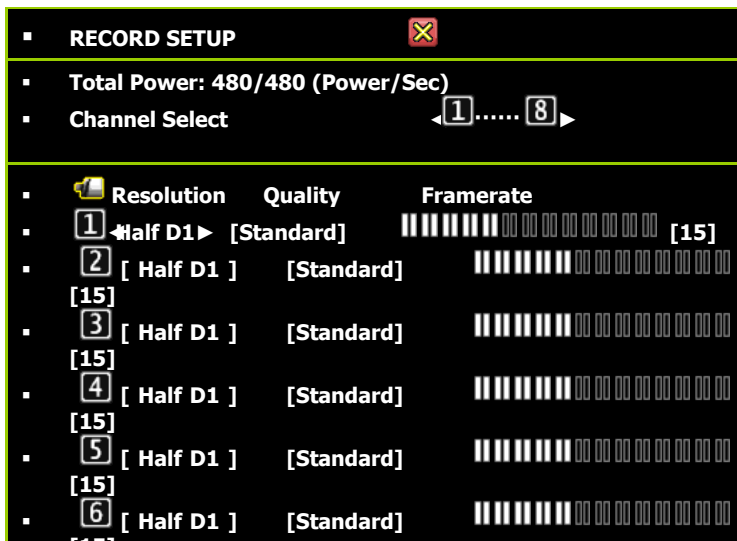 ▪ RECORD SETUP
▪ Total Power: 480/480 (Power/Sec)
▪ Channel Select ◄1...... 8►
▪ Resolution Quality Framerate
▪ 1 ◄Half D1► [Standard] [15]
▪ 2 [ Half D1 ] [Standard]
[15]
▪ 3 [ Half D1 ] [Standard]
[15]
▪ 4 [ Half D1 ] [Standard]
[15]
▪ 5 [ Half D1 ] [Standard]
[15]
▪ 6 [ Half D1 ] [Standard]